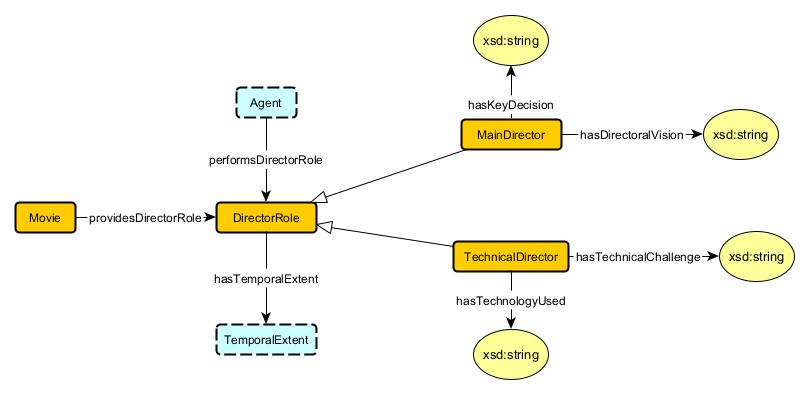 xsd:string
Agent
hasKeyDecision
MainDirector
hasDirectoralVision
xsd:string
performsDirectorRole
Movie
providesDirectorRole
DirectorRole
TechnicalDirector
hasTechnicalChallenge
xsd:string
hasTemporalExtent
hasTechnologyUsed
TemporalExtent
xsd:string